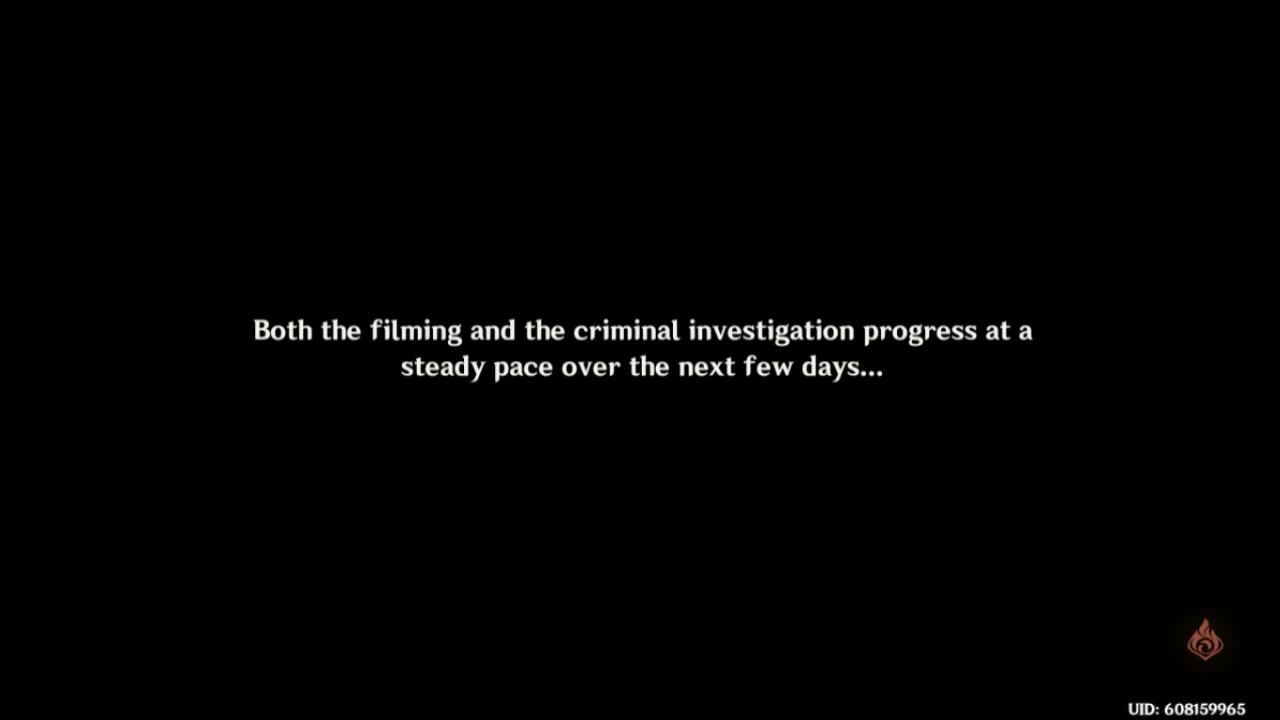 Both the filming and the criminal investigation progress at a
steady pace over the next few days...
UID: 608159965